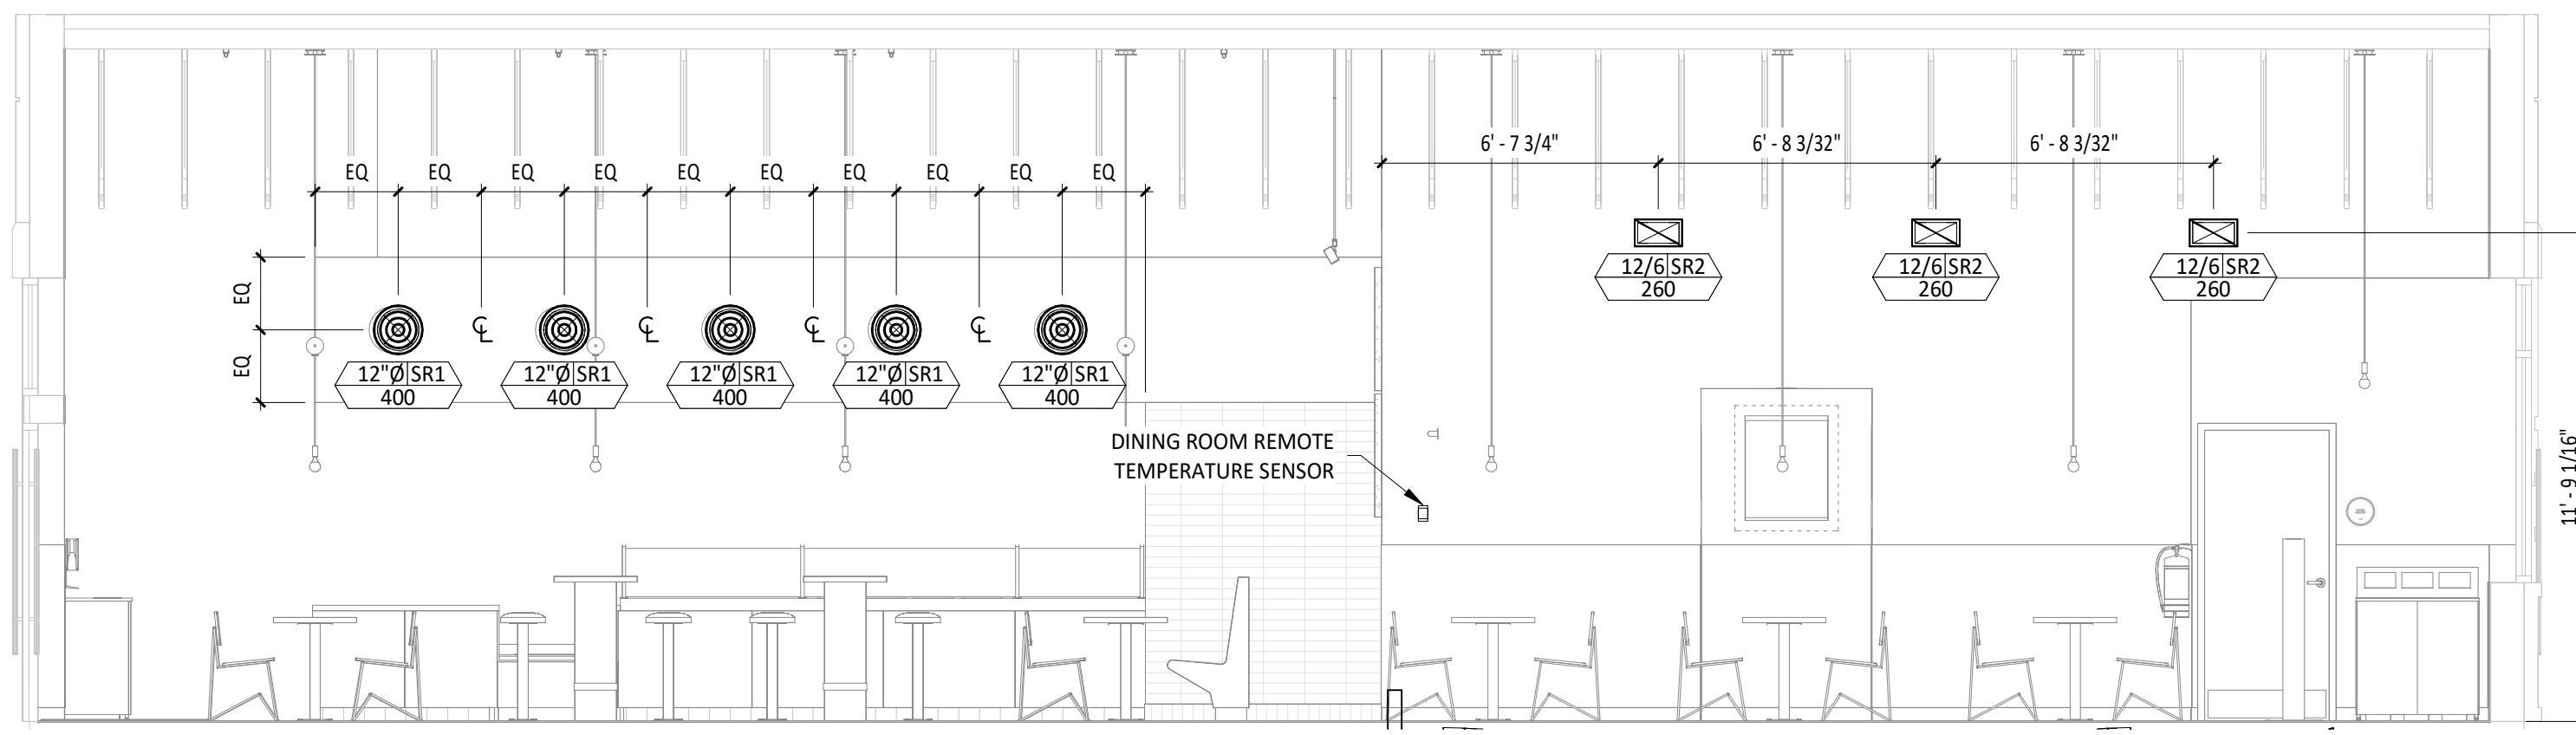 6' - 7 3/4" 6' - 8 3/32" 6' - 8 3/32"
EQ EQ EQ EQ EQ EQ EQ EQ EQ EQ
12/6 SR2 12/6 SR2 12/6 SR2
260 260 260
EQ
℄ ℄ ℄ ℄
EQ
12"Ø SR1 12"Ø SR1 12"Ø SR1 12"Ø SR1 12"Ø SR1
400 400 400 400 400
DINING ROOM REMOTE
TEMPERATURE SENSOR
11' - 9 1/16"